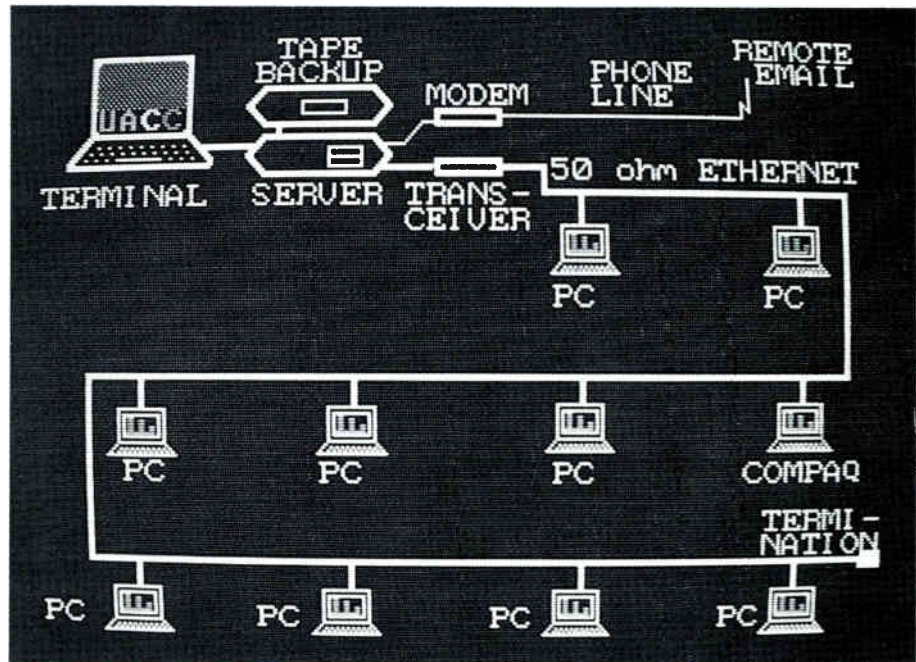 TAPE
BACKUP
REMOTE
EMAIL
PHONE
LINE
MODEM
UACC
TERMINAL
SERVER
TRANS-
CEIVER
50 ohm ETHERNET
PC
PC
PC
PC
PC
COMPAQ
TERMI-
NATION
PC
PC
PC
PC